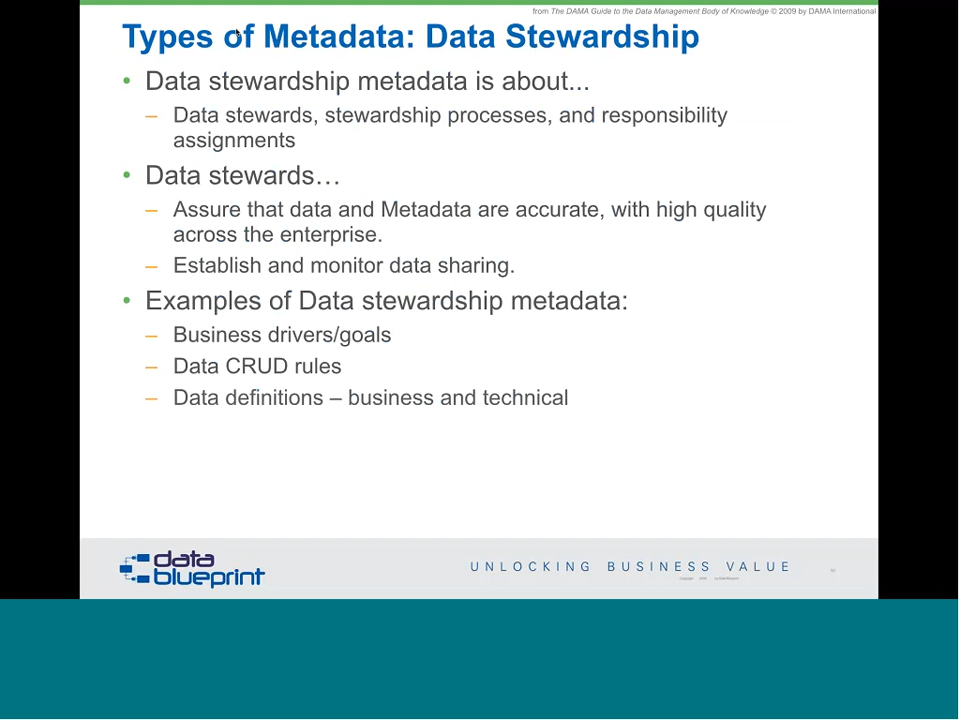 from The DAMA Guide to the Data Management Body of Knowledge © 2009 by DAMA International
Types of Metadata: Data Stewardship
• Data stewardship metadata is about...
– Data stewards, stewardship processes, and responsibility
assignments
• Data stewards…
– Assure that data and Metadata are accurate, with high quality
across the enterprise.
– Establish and monitor data sharing.
• Examples of Data stewardship metadata:
– Business drivers/goals
– Data CRUD rules
– Data definitions – business and technical
data
blueprint
UNLOCKING BUSINESS VALUE